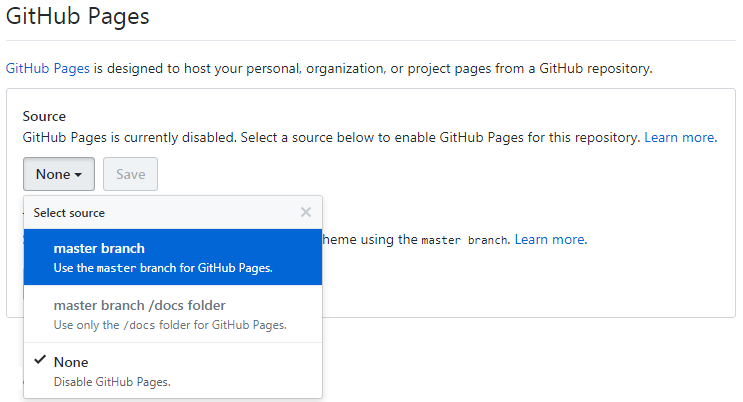 GitHub Pages
GitHub Pages is designed to host your personal, organization, or project pages from a GitHub repository.
Source
GitHub Pages is currently disabled. Select a source below to enable GitHub Pages for this repository. Learn more.
None
Save
Select source
master branch
Use the master branch for GitHub Pages.
heme using the master branch. Learn more.
master branch /docs folder
Use only the /docs folder for GitHub Pages.
None
Disable GitHub Pages.